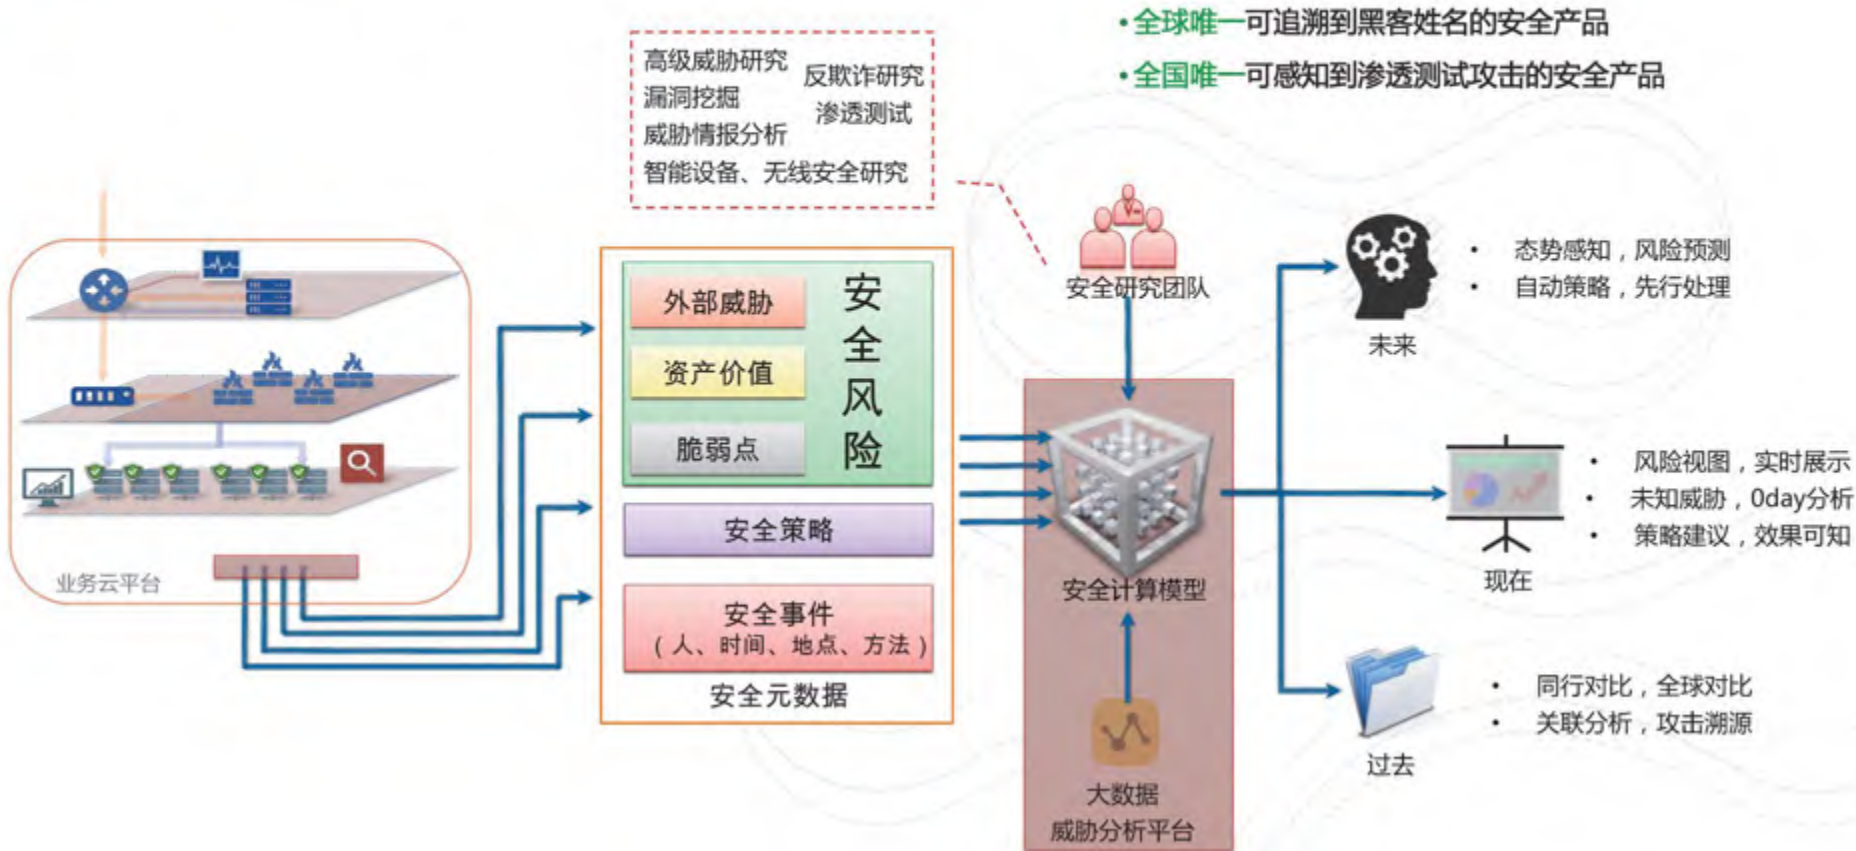 • 全球唯一可追溯到黑客姓名的安全产品
• 全国唯一可感知到渗透测试攻击的安全产品
高级威胁研究
反欺诈研究
漏洞挖掘
渗透测试
威胁情报分析
智能设备、无线安全研究
业务云平台
外部威胁
资产价值
脆弱点
安全风险
安全策略
安全事件
（人、时间、地点、方法）
安全元数据
安全研究团队
安全计算模型
大数据
威胁分析平台
• 态势感知，风险预测
• 自动策略，先行处理
未来
• 风险视图，实时展示
• 未知威胁，0day分析
• 策略建议，效果可知
现在
• 同行对比，全球对比
• 关联分析，攻击溯源
过去